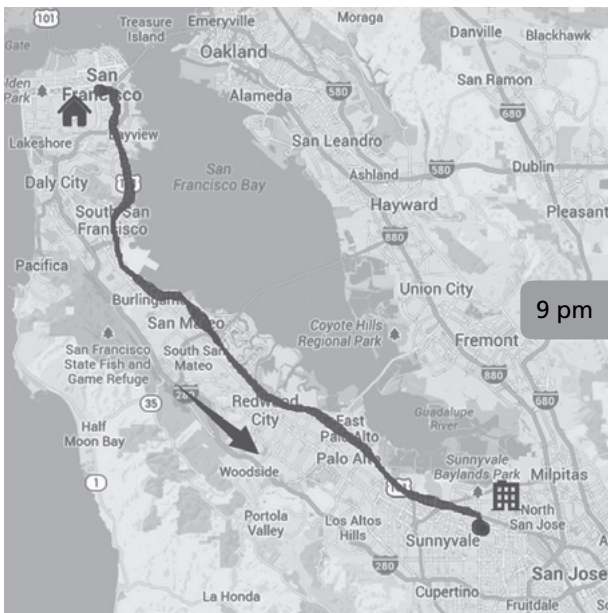 101
Treasure
Island
Emeryville
Moraga
Danville
Blackhawk
Gate
Oakland
San
Francisco
580
San Ramon
Park
Alameda
680
Bayview
Lakeshore
San Leandro
580
Dublin
San
Francisco Bay
Ashland
Daly City
Hayward
South San
Francisco
Pleasant
880
Pacifica
Union City
Burlingame
9 pm
San Mateo
Coyote Hills
Regional Park
Fremont
San Francisco
State Fish and
Game Refuge
South San
Mateo
880
280
680
35
Redwood
City
Guadalupe
River
East
Palo Alto
Half
Moon Bay
Woodside
Palo Alto
Sunnyvale
Baylands Park
Milpitas
1
North
San Jose
Portola
Valley
Los Altos
Hills
Sunnyvale
280
San Jose
Cupertino
La Honda
Fruitdale